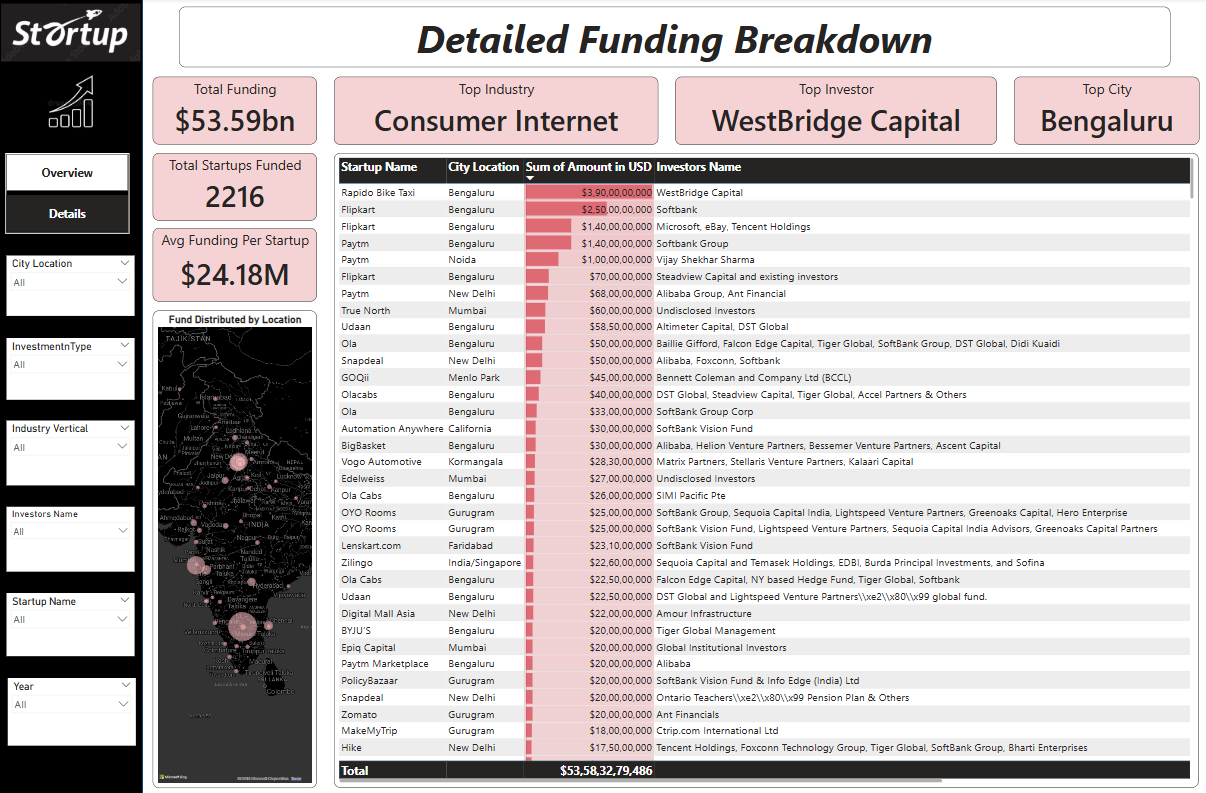 Startup
Detailed Funding Breakdown
Total Funding
$53.59bn
Top Industry
Consumer Internet
Top Investor
WestBridge Capital
Top City
Bengaluru
Overview
Details
City Location
All
InvestmentnType
All
Industry Vertical
All
Investors Name
All
Startup Name
All
Year
All
Total Startups Funded
2216
Avg Funding Per Startup
$24.18M
Fund Distributed by Location
TAJIKISTAN
Kabul
Islamabad
Lahore
Multan
NEPAL
Jaipur
INDIA
Nagpur
Surat
Hyderabad
Chennai
Colombo
Startup Name City Location Sum of Amount in USD Investors Name
Rapido Bike Taxi Bengaluru $3,90,00,00,000 WestBridge Capital
Flipkart Bengaluru $2,50,00,00,000 Softbank
Flipkart Bengaluru $1,40,00,00,000 Microsoft, eBay, Tencent Holdings
Paytm Bengaluru $1,40,00,00,000 Softbank Group
Paytm Noida $1,00,00,00,000 Vijay Shekhar Sharma
Flipkart Bengaluru $70,00,00,000 Steadview Capital and existing investors
Paytm New Delhi $68,00,00,000 Alibaba Group, Ant Financial
True North Mumbai $60,00,00,000 Undisclosed Investors
Udaan Bengaluru $58,50,00,000 Altimeter Capital, DST Global
Ola Bengaluru $50,00,00,000 Baillie Gifford, Falcon Edge Capital, Tiger Global, SoftBank Group, DST Global, Didi Kuaidi
Snapdeal New Delhi $50,00,00,000 Alibaba, Foxconn, Softbank
GOQii Menlo Park $45,00,00,000 Bennett Coleman and Company Ltd (BCCL)
Olacabs Bengaluru $40,00,00,000 DST Global, Steadview Capital, Tiger Global, Accel Partners & Others
Ola Bengaluru $33,00,00,000 SoftBank Group Corp
Automation Anywhere California $30,00,00,000 SoftBank Vision Fund
BigBasket Bengaluru $30,00,00,000 Alibaba, Helion Venture Partners, Bessemer Venture Partners, Ascent Capital
Vogo Automotive Kormangala $28,30,00,000 Matrix Partners, Stellaris Venture Partners, Kalaari Capital
Edelweiss Mumbai $27,00,00,000 Undisclosed Investors
Ola Cabs Bengaluru $26,00,00,000 SIMI Pacific Pte
OYO Rooms Gurugram $25,00,00,000 SoftBank Group, Sequoia Capital India, Lightspeed Venture Partners, Greenoaks Capital, Hero Enterprise
OYO Rooms Gurugram $25,00,00,000 SoftBank Vision Fund, Lightspeed Venture Partners, Sequoia Capital India Advisors, Greenoaks Capital Partners
Lenskart.com Faridabad $23,10,00,000 SoftBank Vision Fund
Zilingo India/Singapore $22,60,00,000 Sequoia Capital and Temasek Holdings, EDBI, Burda Principal Investments, and Sofina
Ola Cabs Bengaluru $22,50,00,000 Falcon Edge Capital, NY based Hedge Fund, Tiger Global, Softbank
Udaan Bengaluru $22,50,00,000 DST Global and Lightspeed Venture Partners\\xe2\\x80\\x99 global fund.
Digital Mall Asia New Delhi $22,00,00,000 Amour Infrastructure
BYJU'S Bengaluru $20,00,00,000 Tiger Global Management
Epiq Capital Mumbai $20,00,00,000 Global Institutional Investors
Paytm Marketplace Bengaluru $20,00,00,000 Alibaba
PolicyBazaar Gurugram $20,00,00,000 SoftBank Vision Fund & Info Edge (India) Ltd
Snapdeal New Delhi $20,00,00,000 Ontario Teachers\\xe2\\x80\\x99 Pension Plan & Others
Zomato Gurugram $20,00,00,000 Ant Financials
MakeMyTrip Gurugram $18,00,00,000 Ctrip.com International Ltd
Hike New Delhi $17,50,00,000 Tencent Holdings, Foxconn Technology Group, Tiger Global, SoftBank Group, Bharti Enterprises
Total $53,58,32,79,486